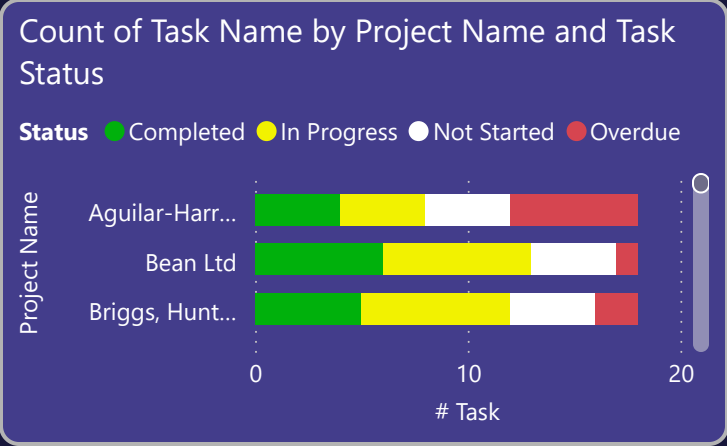 Count of Task Name by Project Name and Task
Status
Status Completed In Progress Not Started Overdue
Project Name
Aguilar-Harr...
Bean Ltd
Briggs, Hunt...
0 10 20
# Task